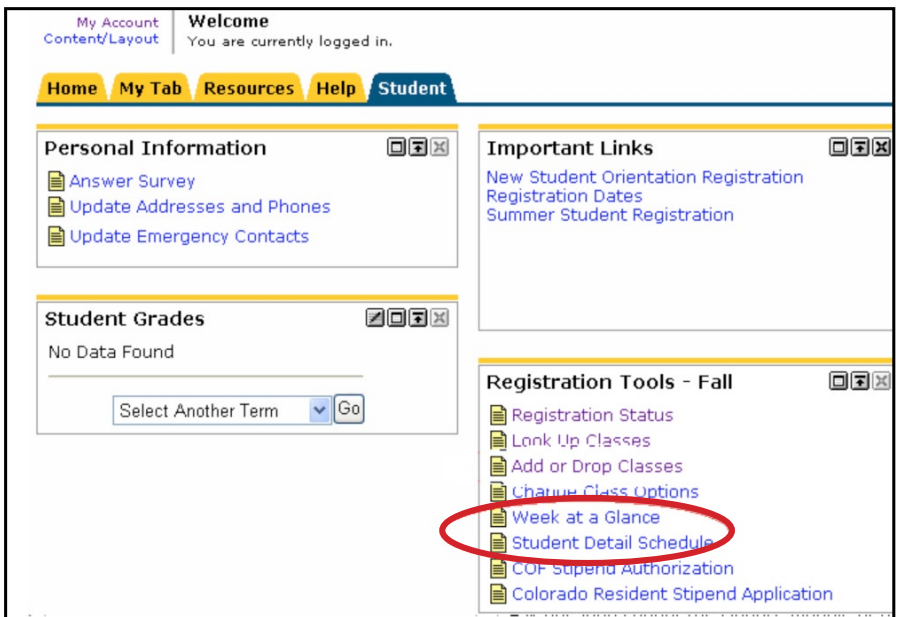 My Account
Content/Layout
Welcome
You are currently logged in.
Home My Tab Resources Help Student
Personal Information
Answer Survey
Update Addresses and Phones
Update Emergency Contacts
Student Grades
No Data Found
Select Another Term Go
Important Links
New Student Orientation Registration
Registration Dates
Summer Student Registration
Registration Tools - Fall
Registration Status
Look Up Classes
Add or Drop Classes
Change Class Options
Week at a Glance
Student Detail Schedule
COF Stipend Authorization
Colorado Resident Stipend Application